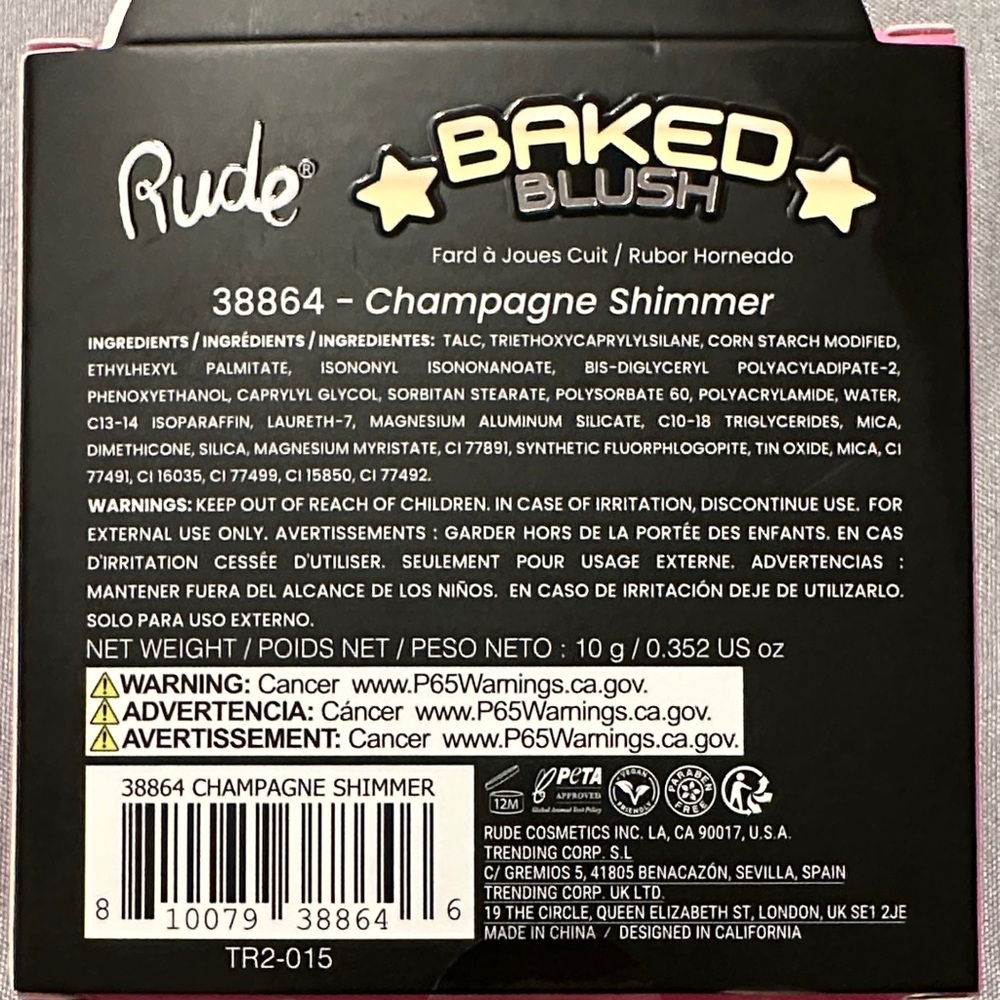 Rude®
BAKED
BLUSH
Fard à Joues Cuit / Rubor Horneado
38864 - Champagne Shimmer
INGREDIENTS / INGRÉDIENTS / INGREDIENTES: TALC, TRIETHOXYCAPRYLYLSILANE, CORN STARCH MODIFIED,
ETHYLHEXYL PALMITATE, ISONONYL ISONONANOATE, BIS-DIGLYCERYL POLYACYLADIPATE-2,
PHENOXYETHANOL, CAPRYLYL GLYCOL, SORBITAN STEARATE, POLYSORBATE 60, POLYACRYLAMIDE, WATER,
C13-14 ISOPARAFFIN, LAURETH-7, MAGNESIUM ALUMINUM SILICATE, C10-18 TRIGLYCERIDES, MICA,
DIMETHICONE, SILICA, MAGNESIUM MYRISTATE, CI 77891, SYNTHETIC FLUORPHLOGOPITE, TIN OXIDE, MICA, CI
77491, CI 16035, CI 77499, CI 15850, CI 77492.
WARNINGS: KEEP OUT OF REACH OF CHILDREN. IN CASE OF IRRITATION, DISCONTINUE USE. FOR
EXTERNAL USE ONLY. AVERTISSEMENTS : GARDER HORS DE LA PORTÉE DES ENFANTS. EN CAS
D'IRRITATION CESSÉE D'UTILISER. SEULEMENT POUR USAGE EXTERNE. ADVERTENCIAS :
MANTENER FUERA DEL ALCANCE DE LOS NIÑOS. EN CASO DE IRRITACIÓN DEJE DE UTILIZARLO.
SOLO PARA USO EXTERNO.
NET WEIGHT / POIDS NET / PESO NETO : 10 g / 0.352 US oz
WARNING: Cancer www.P65Warnings.ca.gov.
ADVERTENCIA: Cáncer www.P65Warnings.ca.gov.
AVERTISSEMENT: Cancer www.P65Warnings.ca.gov.
38864 CHAMPAGNE SHIMMER
8 10079 38864 6
TR2-015
12M
PETA
APPROVED
Global Animal Test Policy
VEGAN
FRIENDLY
PARABEN
FREE
RUDE COSMETICS INC. LA, CA 90017, U.S.A.
TRENDING CORP. S.L
C/ GREMIOS 5, 41805 BENACAZÓN, SEVILLA, SPAIN
TRENDING CORP. UK LTD.
19 THE CIRCLE, QUEEN ELIZABETH ST, LONDON, UK SE1 2JE
MADE IN CHINA / DESIGNED IN CALIFORNIA